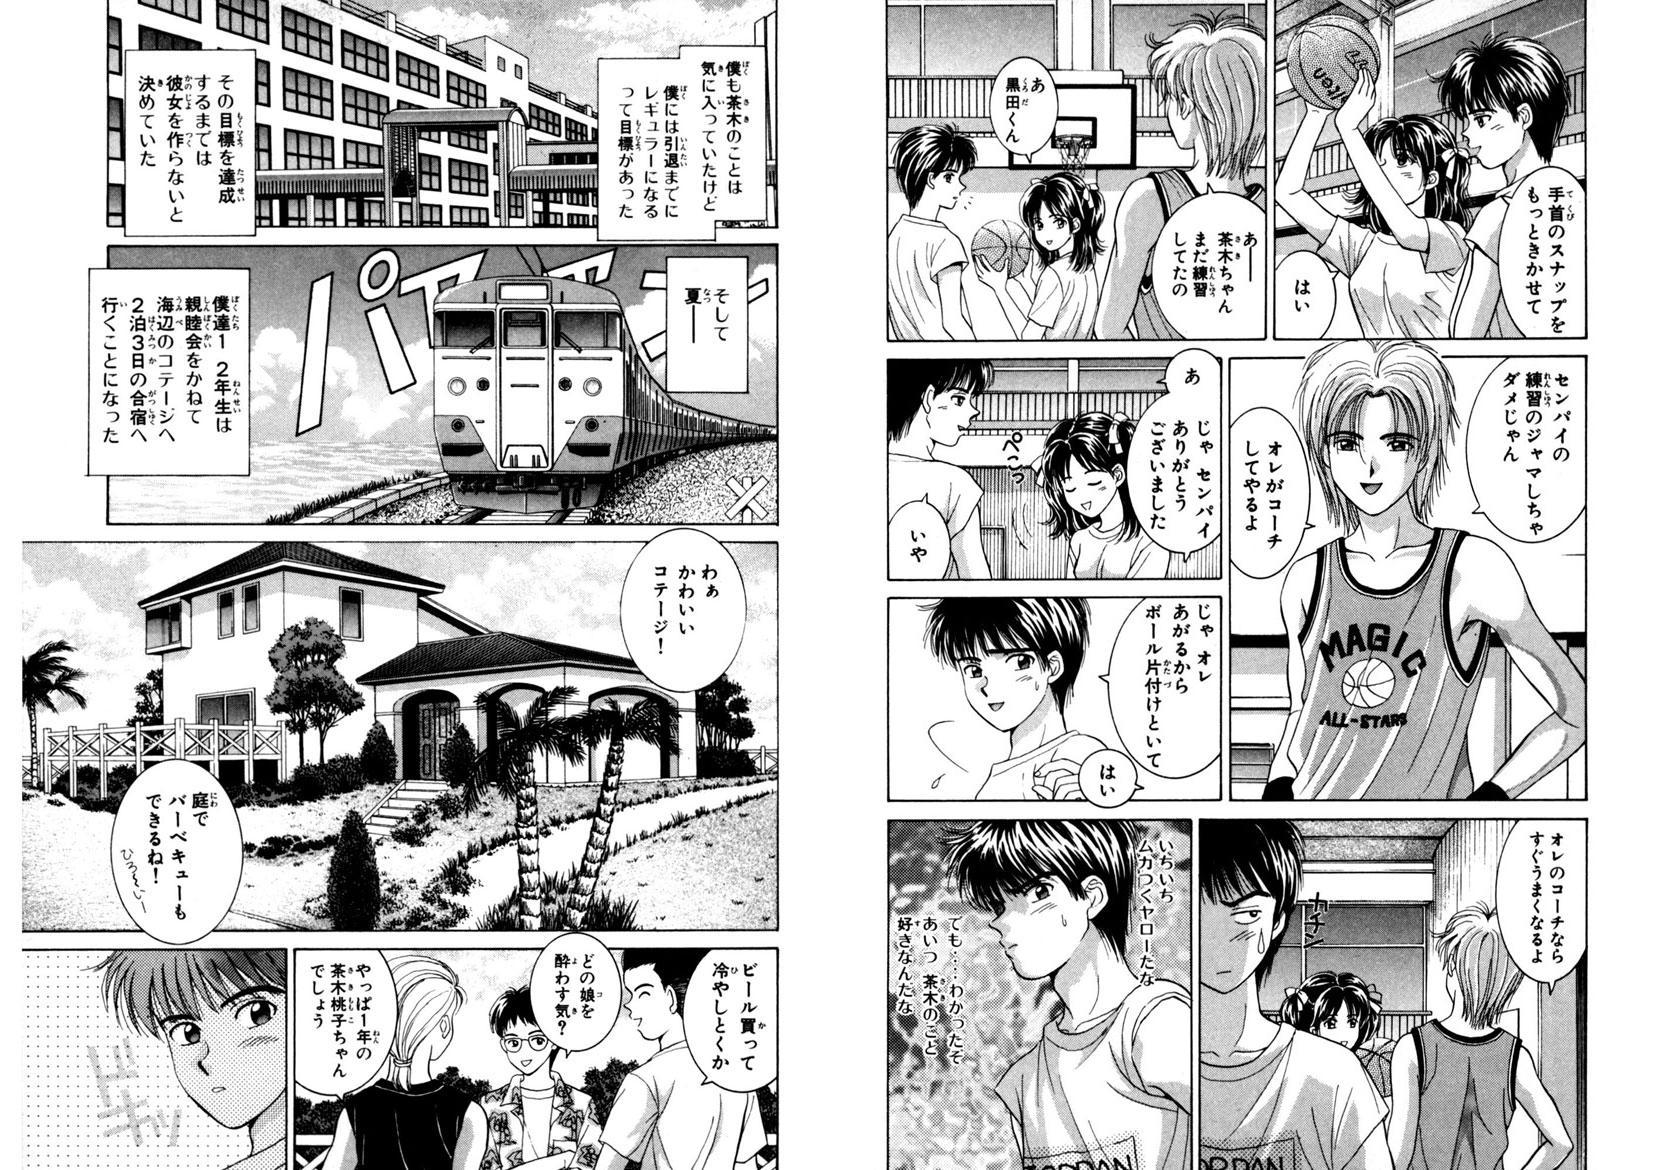 手首のスナップを
もっときかせて
はい
あ
黒田くん
あ――
茶木ちゃん
まだ練習
してたの
センパイの
練習のジャマしちゃ
ダメじゃん
オレがコーチ
してやるよ
MAGIC
ALL-STARS
あ
じゃ センパイ
ありがとう
ございました
ぺこっ
いや
じゃ オレ
あがるから
ボール片付けといて
はい
オレのコーチなら
すぐうまくなるよ
カチン
いちいち
ムカつくヤローだな
でも……わかったぞ
あいつ 茶木のこと
好きなんだな
僕も茶木のことは
気に入っていたけど
僕には引退までに
レギュラーになる
って目標があった
その目標を達成
するまでは
彼女を作らないと
決めていた
そして
夏――
僕達1 2年生は
親睦会をかねて
海辺のコテージへ
2泊3日の合宿へ
行くことになった
わぁ
かわいい
コテージ!
庭で
バーベキューも
できるね!
ひろーい
ビール買って
冷やしとくか
どの娘を
酔わす気?
やっぱ1年の
茶木桃子ちゃん
でしょう
ドキッ